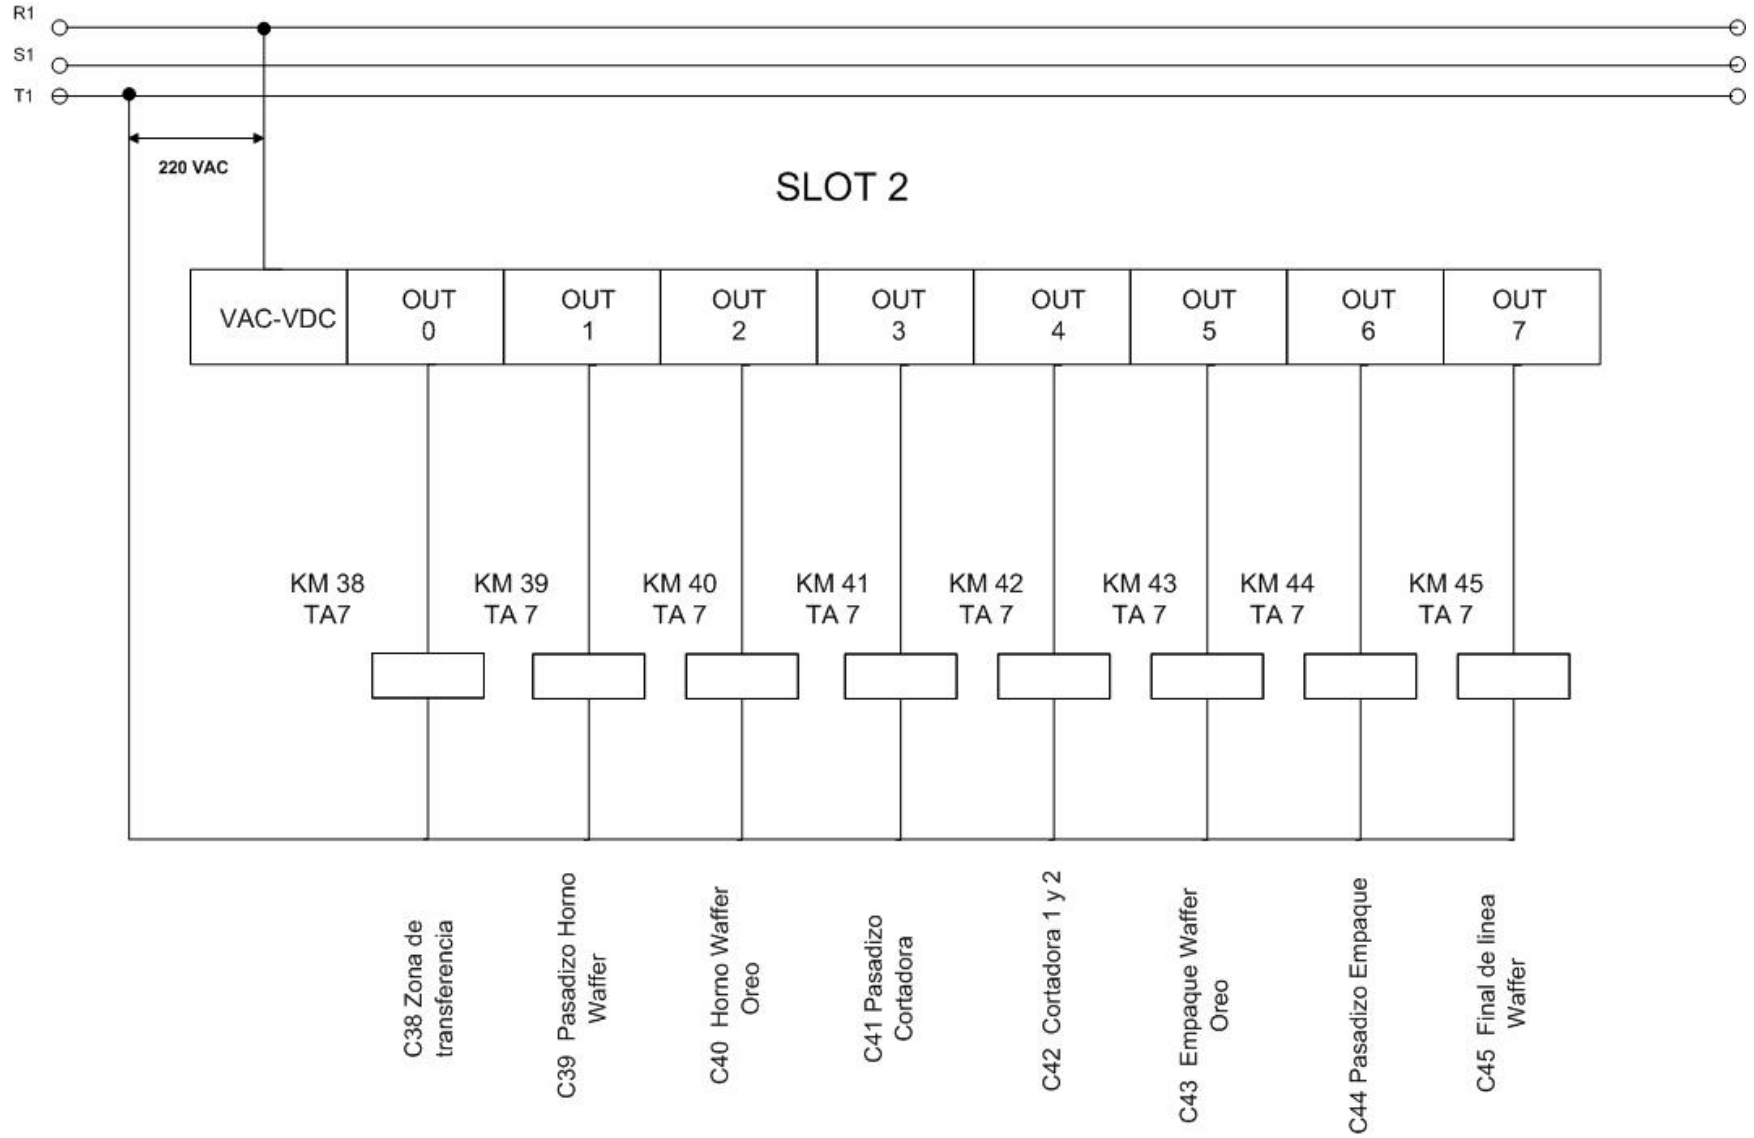 R1
S1
T1
220 VAC
SLOT 2
VAC-VDC
OUT
0
OUT
1
OUT
2
OUT
3
OUT
4
OUT
5
OUT
6
OUT
7
KM 38
TA7
KM 39
TA 7
KM 40
TA 7
KM 41
TA 7
KM 42
TA 7
KM 43
TA 7
KM 44
TA 7
KM 45
TA 7
C38 Zona de
transferencia
C39 Pasadizo Horno
Waffer
C40 Horno Waffer
Oreo
C41 Pasadizo
Cortadora
C42 Cortadora 1 y 2
C43 Empaque Waffer
Oreo
C44 Pasadizo Empaque
C45 Final de linea
Waffer